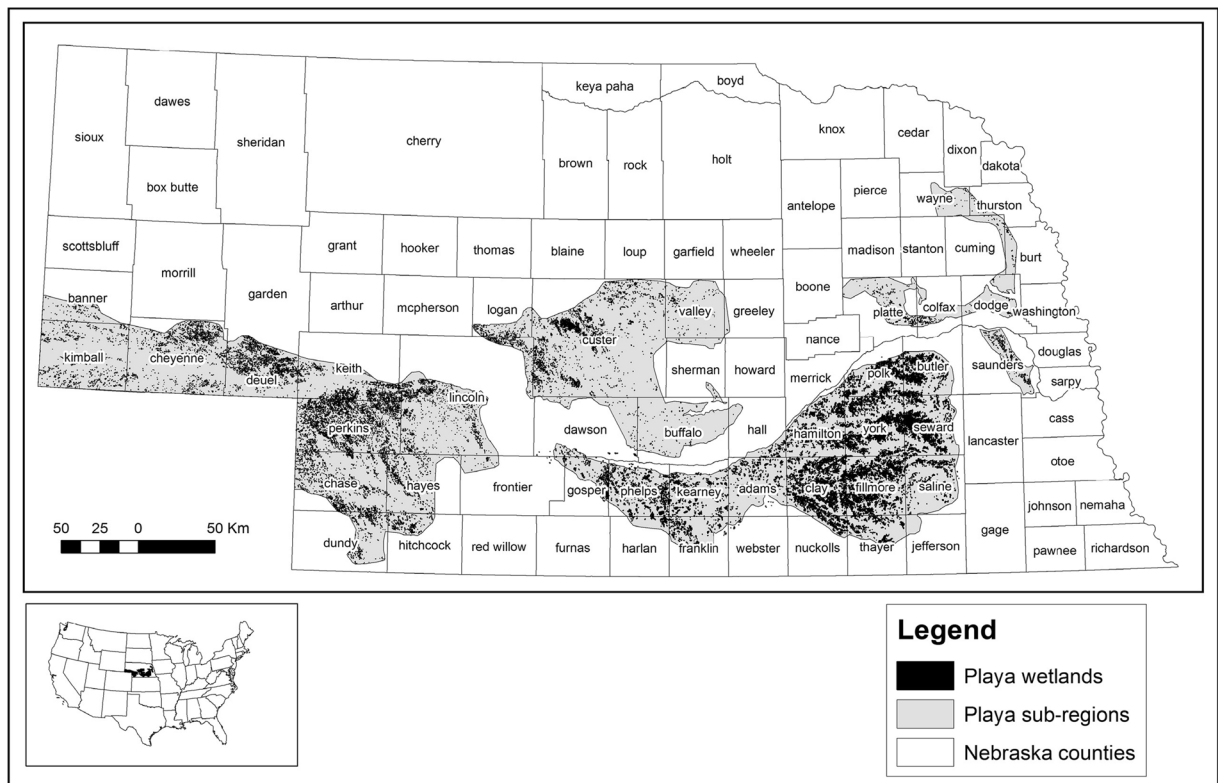 keya paha
boyd
dawes
sioux
sheridan
cherry
knox
cedar
dixon
dakota
brown
rock
holt
box butte
pierce
antelope
wayne
thurston
scottsbluff
morrill
grant
hooker
thomas
blaine
loup
garfield
wheeler
madison
stanton
cuming
burt
garden
banner
arthur
mcpherson
logan
custer
valley
greeley
boone
platte
colfax
dodge
washington
kimball
cheyenne
deuel
keith
lincoln
sherman
howard
nance
merrick
polk
butler
saunders
douglas
sarpy
perkins
dawson
buffalo
hall
hamilton
york
seward
lancaster
cass
otoe
chase
hayes
frontier
gosper
phelps
kearney
adams
clay
fillmore
saline
gage
johnson
nemaha
dundy
hitchcock
red willow
furnas
harlan
franklin
webster
nuckolls
thayer
jefferson
pawnee
richardson
50 25 0 50 Km
Legend
Playa wetlands
Playa sub-regions
Nebraska counties